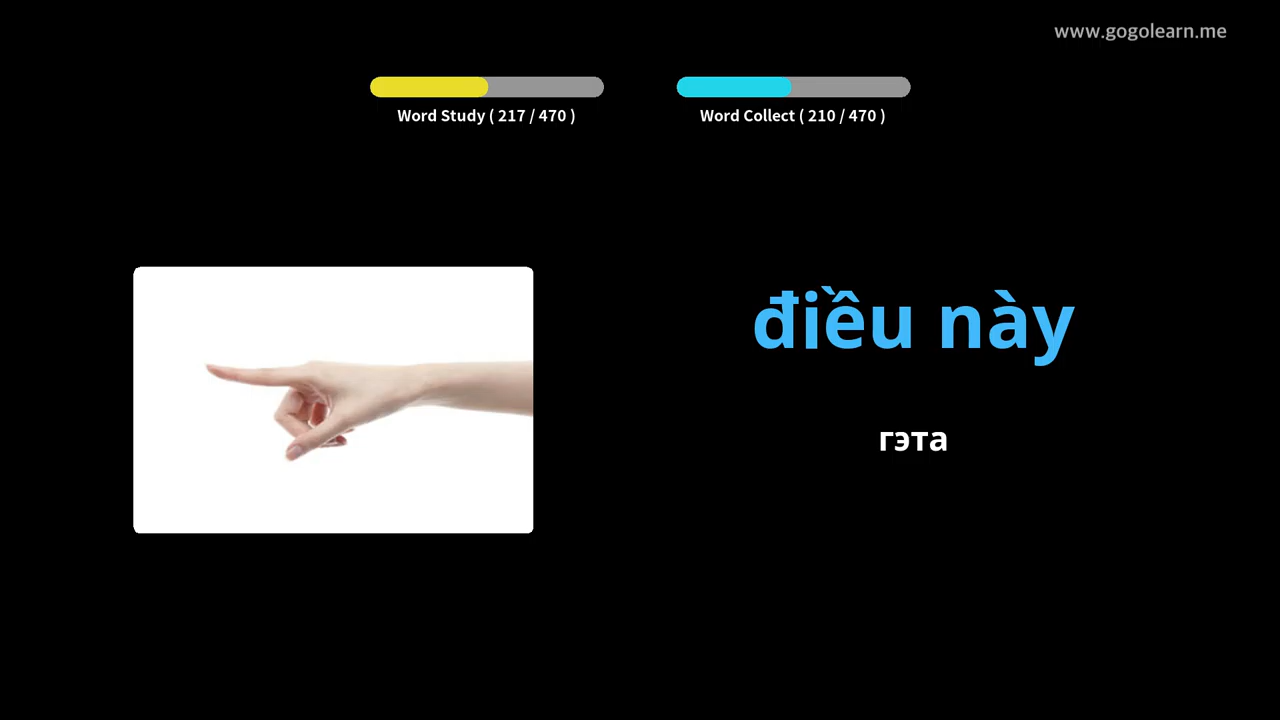 www.gogolearn.me
Word Study ( 217 / 470 )
Word Collect ( 210 / 470 )
điều này
гэта